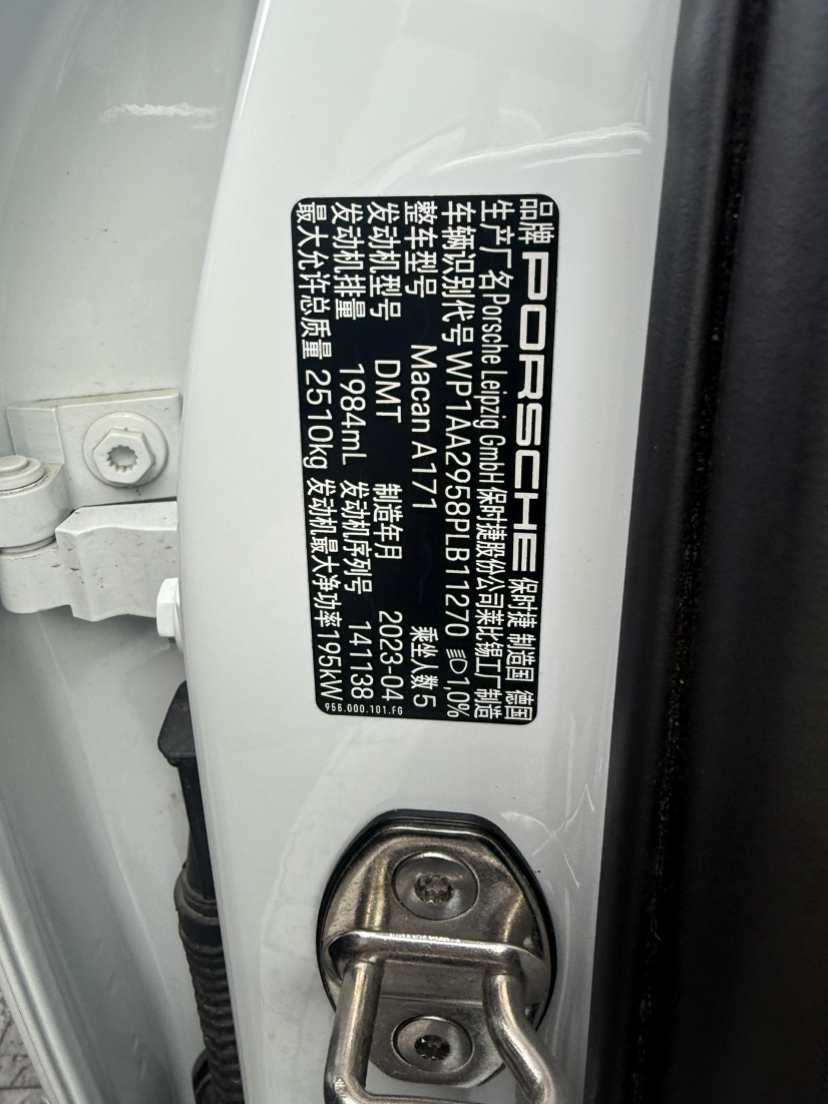 品牌 PORSCHE 保时捷 制造国 德国
生产厂名 Porsche Leipzig GmbH 保时捷股份公司莱比锡工厂制造
车辆识别代号 WP1AA2958PLB11270 1,0%
整车型号 Macan A171 乘坐人数 5
发动机型号 DMT 制造年月 2023-04
发动机排量 1984mL 发动机序列号 141138
最大允许总质量 2510kg 发动机最大净功率 195kW
95B.000.101.FG